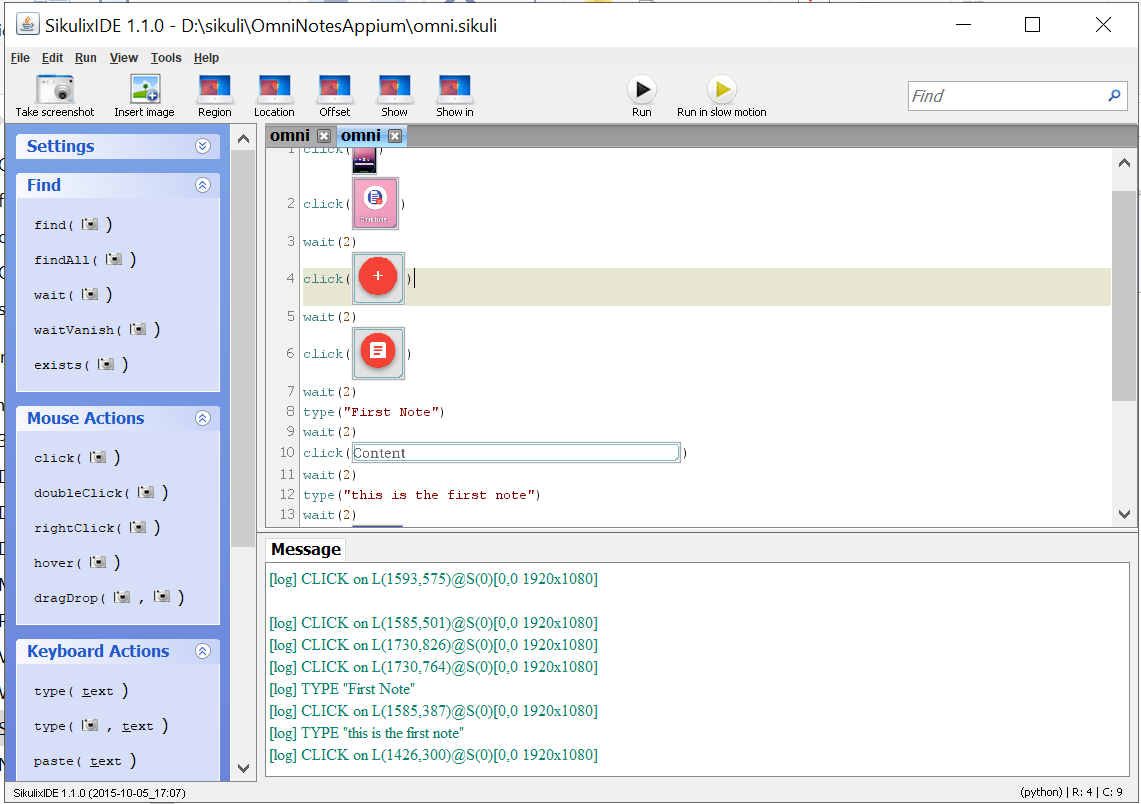 SikulixIDE 1.1.0 - D:\sikuli\OmniNotesAppium\omni.sikuli
File Edit Run View Tools Help
Take screenshot Insert image Region Location Offset Show Show in Run Run in slow motion Find
Settings
Find
find( )
findAll( )
wait( )
waitVanish( )
exists( )
Mouse Actions
click( )
doubleClick( )
rightClick( )
hover( )
dragDrop( , )
Keyboard Actions
type( text )
type( , text )
paste( text )
omni omni
1 click( )
2 click( Omni Note... )
3 wait(2)
4 click( + )
5 wait(2)
6 click( )
7 wait(2)
8 type("First Note")
9 wait(2)
10 click(Content )
11 wait(2)
12 type("this is the first note")
13 wait(2)
Message
[log] CLICK on L(1593,575)@S(0)[0,0 1920x1080]
[log] CLICK on L(1585,501)@S(0)[0,0 1920x1080]
[log] CLICK on L(1730,826)@S(0)[0,0 1920x1080]
[log] CLICK on L(1730,764)@S(0)[0,0 1920x1080]
[log] TYPE "First Note"
[log] CLICK on L(1585,387)@S(0)[0,0 1920x1080]
[log] TYPE "this is the first note"
[log] CLICK on L(1426,300)@S(0)[0,0 1920x1080]
SikulixIDE 1.1.0 (2015-10-05_17:07) (python) | R: 4 | C: 9